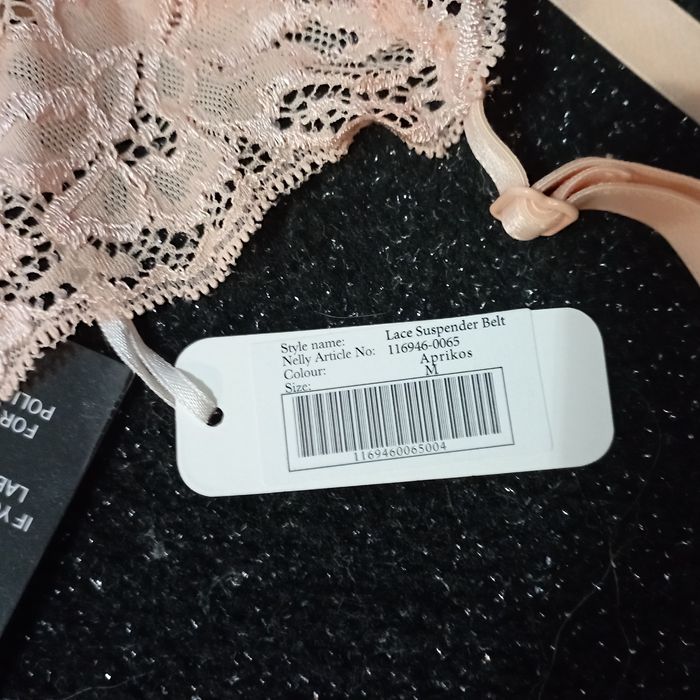 Style name: Lace Suspender Belt
Nelly Article No: 116946-0065
Colour: Aprikos
Size: M
1169460065004
FOR
POLI
IF Y
LAB